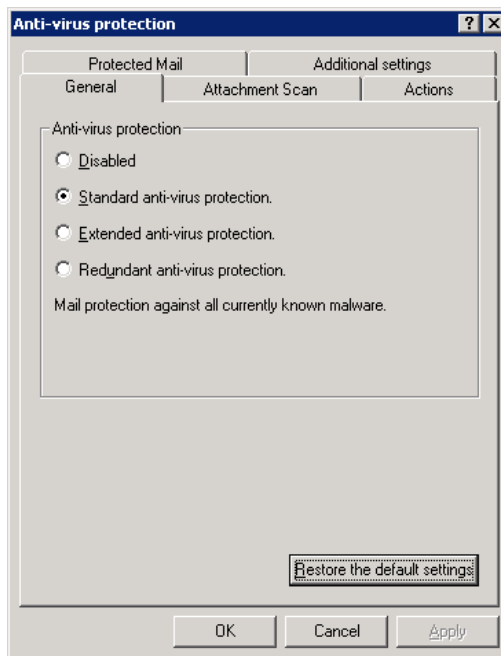 Anti-virus protection
Protected Mail Additional settings
General Attachment Scan Actions
Anti-virus protection
Disabled
Standard anti-virus protection.
Extended anti-virus protection.
Redundant anti-virus protection.
Mail protection against all currently known malware.
Restore the default settings
OK Cancel Apply